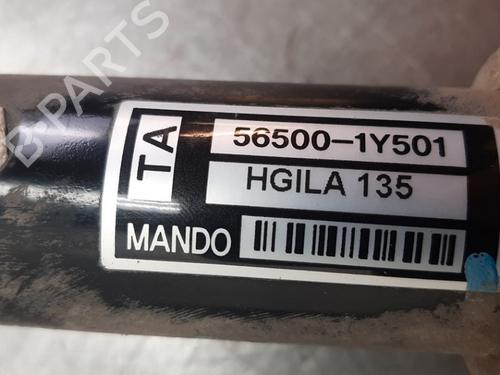 B-PARTS
TA
56500-1Y501
HGILA 135
MANDO